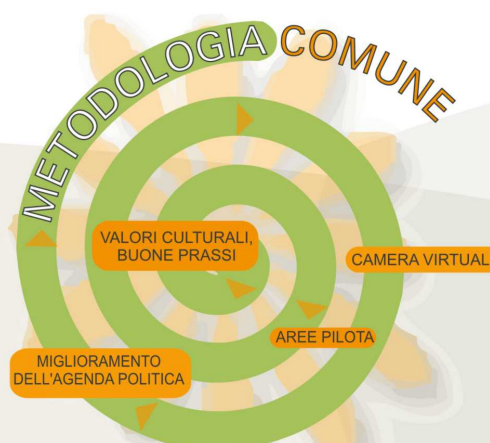 METODOLOGIA COMUNE
VALORI CULTURALI,
BUONE PRASSI
CAMERA VIRTUAL
AREE PILOTA
MIGLIORAMENTO
DELL'AGENDA POLITICA